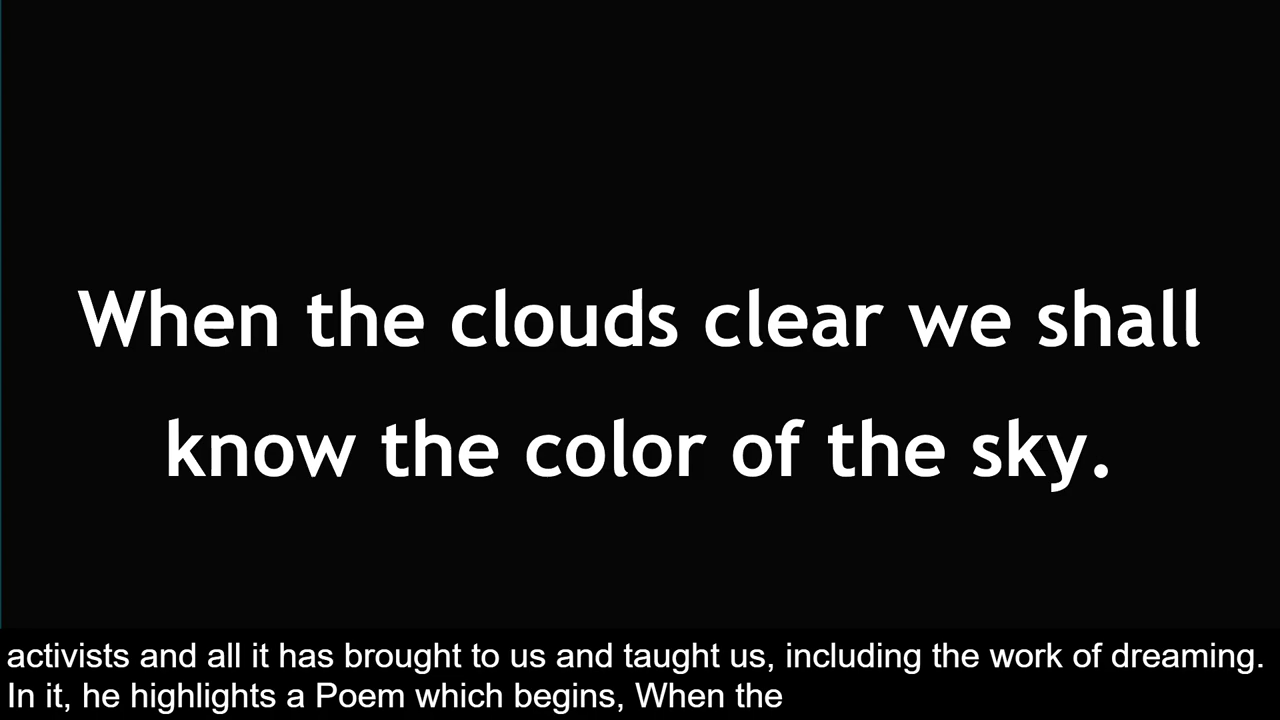 When the clouds clear we shall
know the color of the sky.
activists and all it has brought to us and taught us, including the work of dreaming.
In it, he highlights a Poem which begins, When the